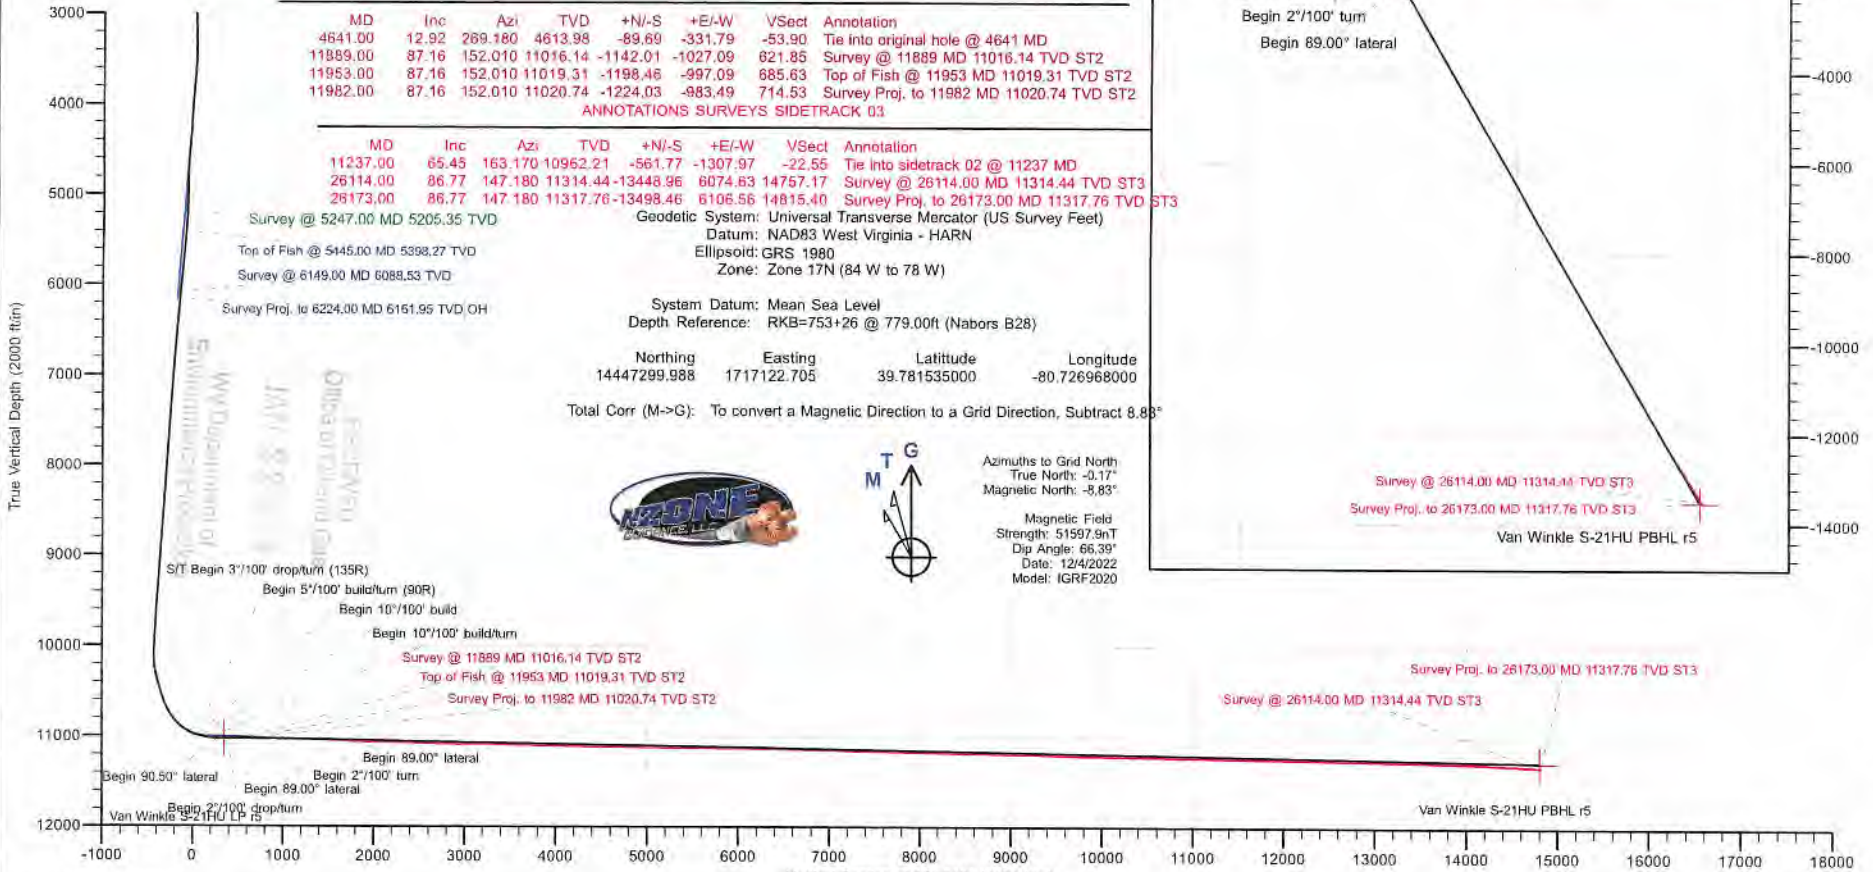 MD Inc Azi TVD +N/-S +E/-W VSect Annotation
4641.00 12.92 269.180 4613.98 -89.69 -331.79 -53.90 Tie into original hole @ 4641 MD
11889.00 87.16 152.010 11016.14 -1142.01 -1027.09 621.85 Survey @ 11889 MD 11016.14 TVD ST2
11953.00 87.16 152.010 11019.31 -1198.46 -997.09 685.63 Top of Fish @ 11953 MD 11019.31 TVD ST2
11982.00 87.16 152.010 11020.74 -1224.03 -983.49 714.53 Survey Proj. to 11982 MD 11020.74 TVD ST2
ANNOTATIONS SURVEYS SIDETRACK 03
MD Inc Azi TVD +N/-S +E/-W VSect Annotation
11237.00 65.45 163.170 10962.21 -561.77 -1307.97 -22.55 Tie into sidetrack 02 @ 11237 MD
26114.00 86.77 147.180 11314.44 -13448.96 6074.63 14757.17 Survey @ 26114.00 MD 11314.44 TVD ST3
26173.00 86.77 147.180 11317.76 -13498.46 6106.56 14815.40 Survey Proj. to 26173.00 MD 11317.76 TVD ST3
Geodetic System: Universal Transverse Mercator (US Survey Feet)
Datum: NAD83 West Virginia - HARN
Ellipsoid: GRS 1980
Zone: Zone 17N (84 W to 78 W)
System Datum: Mean Sea Level
Depth Reference: RKB=753+26 @ 779.00ft (Nabors B28)
Northing Easting Latittude Longitude
14447299.988 1717122.705 39.781535000 -80.726968000
Total Corr (M->G): To convert a Magnetic Direction to a Grid Direction, Subtract 8.83°
Survey @ 5247.00 MD 5205.35 TVD
Top of Fish @ 5445.00 MD 5398.27 TVD
Survey @ 6149.00 MD 6088.53 TVD
Survey Proj. to 6224.00 MD 6161.95 TVD OH
T G
M
Azimuths to Grid North
True North: -0.17°
Magnetic North: -8.83°
Magnetic Field
Strength: 51597.9nT
Dip Angle: 66.39°
Date: 12/4/2022
Model: IGRF2020
S/T Begin 3°/100' drop/turn (135R)
Begin 5°/100' build/turn (90R)
Begin 10°/100' build
Begin 10°/100' build/turn
Survey @ 11889 MD 11016.14 TVD ST2
Top of Fish @ 11953 MD 11019.31 TVD ST2
Survey Proj. to 11982 MD 11020.74 TVD ST2
Survey Proj. to 26173.00 MD 11317.76 TVD ST3
Survey @ 26114.00 MD 11314.44 TVD ST3
Begin 89.00° lateral
Begin 90.50° lateral
Begin 2°/100' turn
Begin 89.00° lateral
Begin 2°/100' drop/turn
Van Winkle S-21HU LP r5
Van Winkle S-21HU PBHL r5
True Vertical Depth (2000 ft/in)
3000
4000
5000
6000
7000
8000
9000
10000
11000
12000
-1000 0 1000 2000 3000 4000 5000 6000 7000 8000 9000 10000 11000 12000 13000 14000 15000 16000 17000 18000
Begin 2°/100' turn
Begin 89.00° lateral
Survey @ 26114.00 MD 11314.44 TVD ST3
Survey Proj. to 26173.00 MD 11317.76 TVD ST3
Van Winkle S-21HU PBHL r5
-4000
-6000
-8000
-10000
-12000
-14000